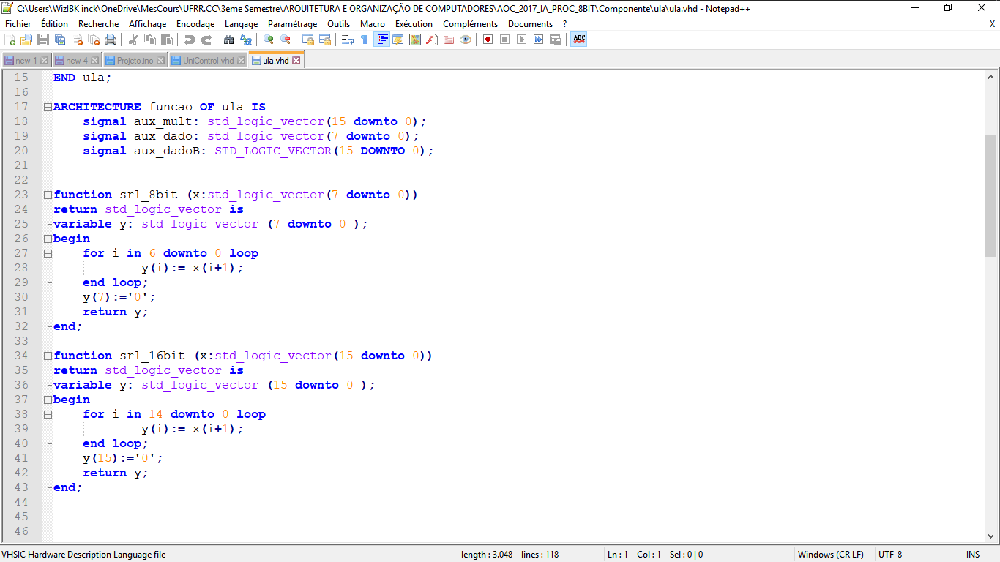 C:\Users\WizIBK inck\OneDrive\MesCours\UFRR.CC\3eme Semestre\ARQUITETURA E ORGANIZAÇÃO DE COMPUTADORES\AOC_2017_IA_PROC_8BIT\Componente\ula\ula.vhd - Notepad++
Fichier Édition Recherche Affichage Encodage Langage Paramétrage Outils Macro Exécution Compléments Documents ? X
ABC
new 1 new 4 Projeto.ino UniControl.vhd ula.vhd
15 END ula;
16
17 ARCHITECTURE funcao OF ula IS
18 signal aux_mult: std_logic_vector(15 downto 0);
19 signal aux_dado: std_logic_vector(7 downto 0);
20 signal aux_dadoB: STD_LOGIC_VECTOR(15 DOWNTO 0);
21
22
23 function srl_8bit (x:std_logic_vector(7 downto 0))
24 return std_logic_vector is
25 variable y: std_logic_vector (7 downto 0 );
26 begin
27 for i in 6 downto 0 loop
28 y(i):= x(i+1);
29 end loop;
30 y(7):='0';
31 return y;
32 end;
33
34 function srl_16bit (x:std_logic_vector(15 downto 0))
35 return std_logic_vector is
36 variable y: std_logic_vector (15 downto 0 );
37 begin
38 for i in 14 downto 0 loop
39 y(i):= x(i+1);
40 end loop;
41 y(15):='0';
42 return y;
43 end;
44
45
46
VHSIC Hardware Description Language file length : 3.048 lines : 118 Ln : 1 Col : 1 Sel : 0 | 0 Windows (CR LF) UTF-8 INS